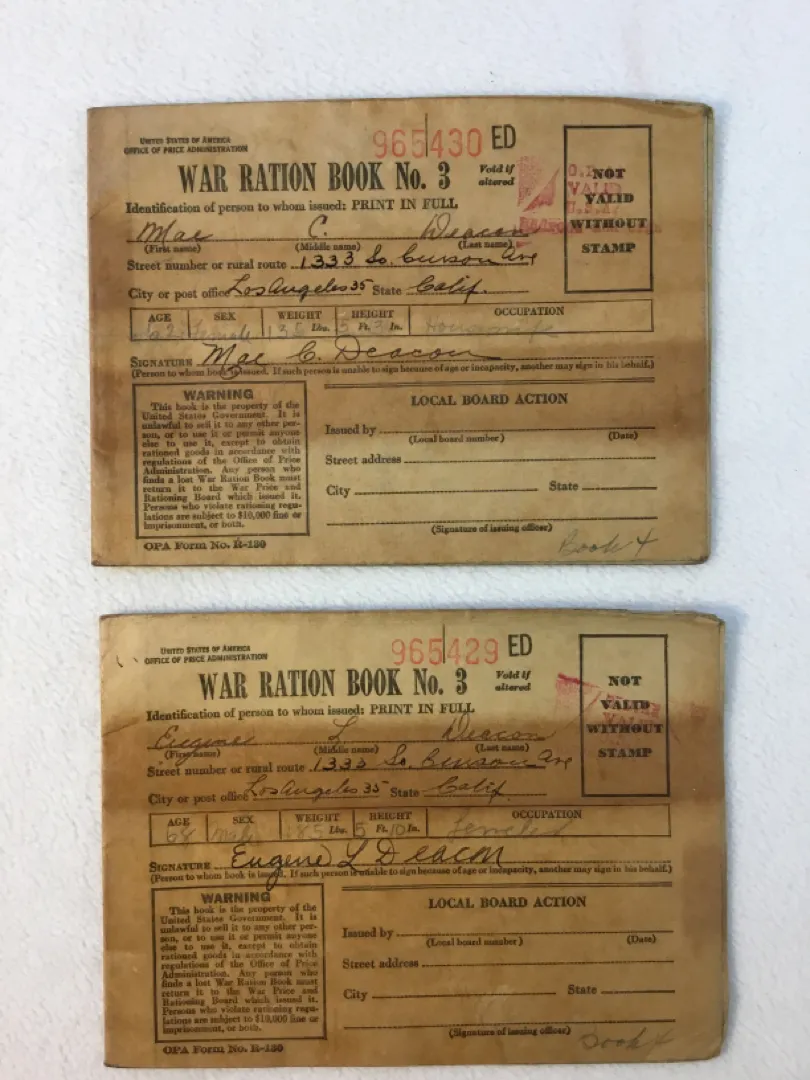 UNITED STATES OF AMERICA
OFFICE OF PRICE ADMINISTRATION
965430 ED
WAR RATION BOOK No. 3
Void if
altered
Identification of person to whom issued: PRINT IN FULL
Mae C. Deacon
(First name) (Middle name) (Last name)
Street number or rural route 1333 So. Curson Ave
City or post office Los Angeles 35 State Calif.
AGE SEX WEIGHT HEIGHT OCCUPATION
Female 135 Lbs. 5 Ft. 3 In. Housewife
SIGNATURE Mae C. Deacon
(Person to whom book is issued. If such person is unable to sign because of age or incapacity, another may sign in his behalf.)
NOT
VALID
WITHOUT
STAMP
WARNING
This book is the property of the
United States Government. It is
unlawful to sell it to any other per-
son, or to use it or permit anyone
else to use it, except to obtain
rationed goods in accordance with
regulations of the Office of Price
Administration. Any person who
finds a lost War Ration Book must
return it to the War Price and
Rationing Board which issued it.
Persons who violate rationing regu-
lations are subject to $10,000 fine or
imprisonment, or both.
OPA Form No. R-130
LOCAL BOARD ACTION
Issued by
(Local board number) (Date)
Street address
City State
(Signature of issuing officer)
Book 4
UNITED STATES OF AMERICA
OFFICE OF PRICE ADMINISTRATION
965429 ED
WAR RATION BOOK No. 3
Void if
altered
Identification of person to whom issued: PRINT IN FULL
Eugene L Deacon
(First name) (Middle name) (Last name)
Street number or rural route 1333 So. Curson Ave
City or post office Los Angeles 35 State Calif.
AGE SEX WEIGHT HEIGHT OCCUPATION
68 Male 185 Lbs. 5 Ft. 10 In.
SIGNATURE Eugene L Deacon
(Person to whom book is issued. If such person is unable to sign because of age or incapacity, another may sign in his behalf.)
NOT
VALID
WITHOUT
STAMP
WARNING
This book is the property of the
United States Government. It is
unlawful to sell it to any other per-
son, or to use it or permit anyone
else to use it, except to obtain
rationed goods in accordance with
regulations of the Office of Price
Administration. Any person who
finds a lost War Ration Book must
return it to the War Price and
Rationing Board which issued it.
Persons who violate rationing regu-
lations are subject to $10,000 fine or
imprisonment, or both.
OPA Form No. R-130
LOCAL BOARD ACTION
Issued by
(Local board number) (Date)
Street address
City State
(Signature of issuing officer)
Book 4